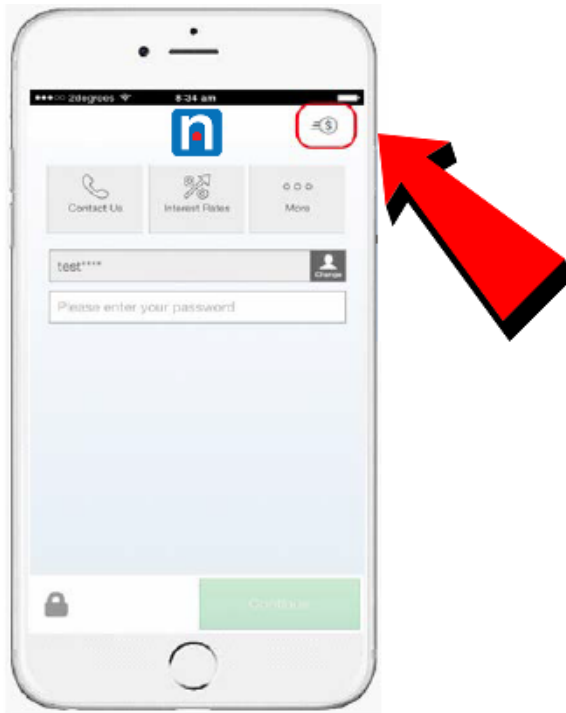 2degrees 8:34 am
n
$
Contact Us Interest Rates More
test****
Change
Please enter your password
Continue